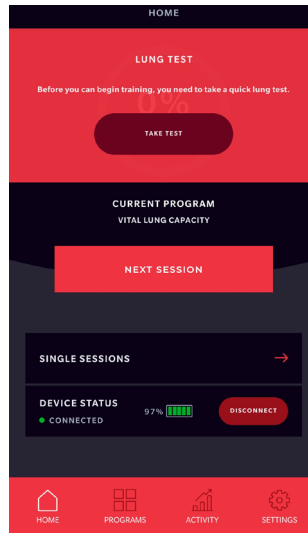 HOME
LUNG TEST
Before you can begin training, you need to take a quick lung test.
0%
TAKE TEST
CURRENT PROGRAM
VITAL LUNG CAPACITY
NEXT SESSION
SINGLE SESSIONS
DEVICE STATUS
CONNECTED
97%
DISCONNECT
HOME PROGRAMS ACTIVITY SETTINGS